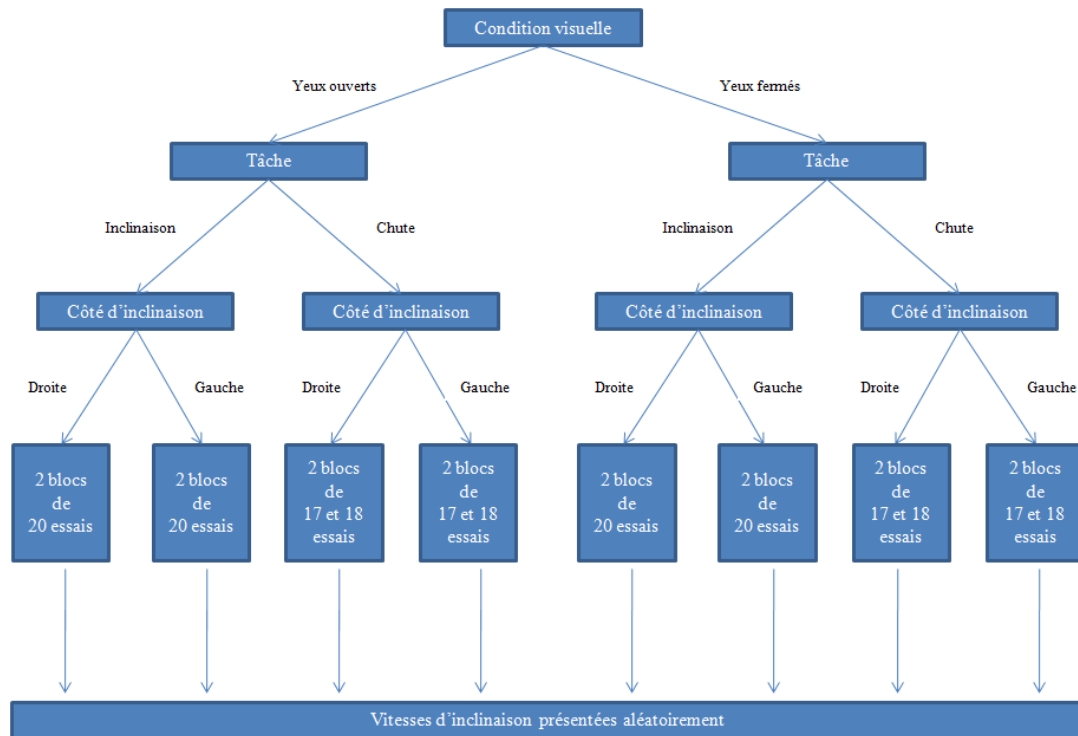 Condition visuelle
Yeux ouverts
Yeux fermés
Tâche
Tâche
Inclinaison
Chute
Inclinaison
Chute
Côté d'inclinaison
Côté d'inclinaison
Côté d'inclinaison
Côté d'inclinaison
Droite
Gauche
Droite
Gauche
Droite
Gauche
Droite
Gauche
2 blocs
de
20 essais
2 blocs
de
20 essais
2 blocs
de
17 et 18
essais
2 blocs
de
17 et 18
essais
2 blocs
de
20 essais
2 blocs
de
20 essais
2 blocs
de
17 et 18
essais
2 blocs
de
17 et 18
essais
Vitesses d'inclinaison présentées aléatoirement